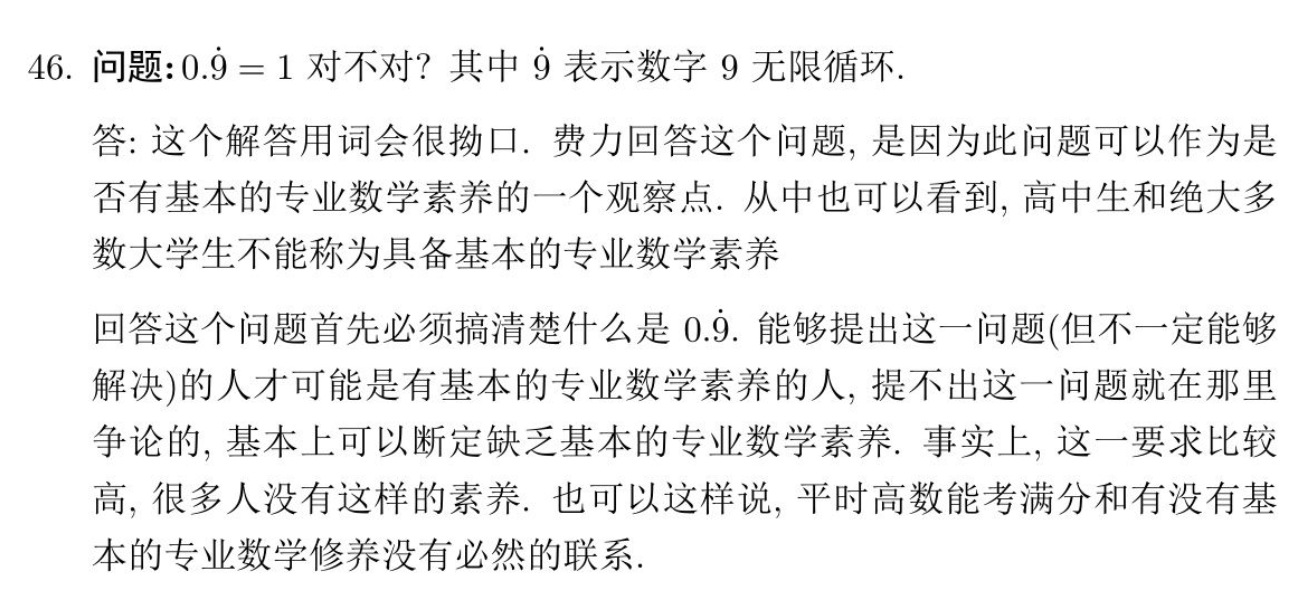 46. 问题: 0.9̇ = 1 对不对? 其中 9̇ 表示数字 9 无限循环.
答: 这个解答用词会很拗口. 费力回答这个问题, 是因为此问题可以作为是
否有基本的专业数学素养的一个观察点. 从中也可以看到, 高中生和绝大多
数大学生不能称为具备基本的专业数学素养
回答这个问题首先必须搞清楚什么是 0.9̇. 能够提出这一问题(但不一定能够
解决)的人才可能是有基本的专业数学素养的人, 提不出这一问题就在那里
争论的, 基本上可以断定缺乏基本的专业数学素养. 事实上, 这一要求比较
高, 很多人没有这样的素养. 也可以这样说, 平时高数能考满分和有没有基
本的专业数学修养没有必然的联系.